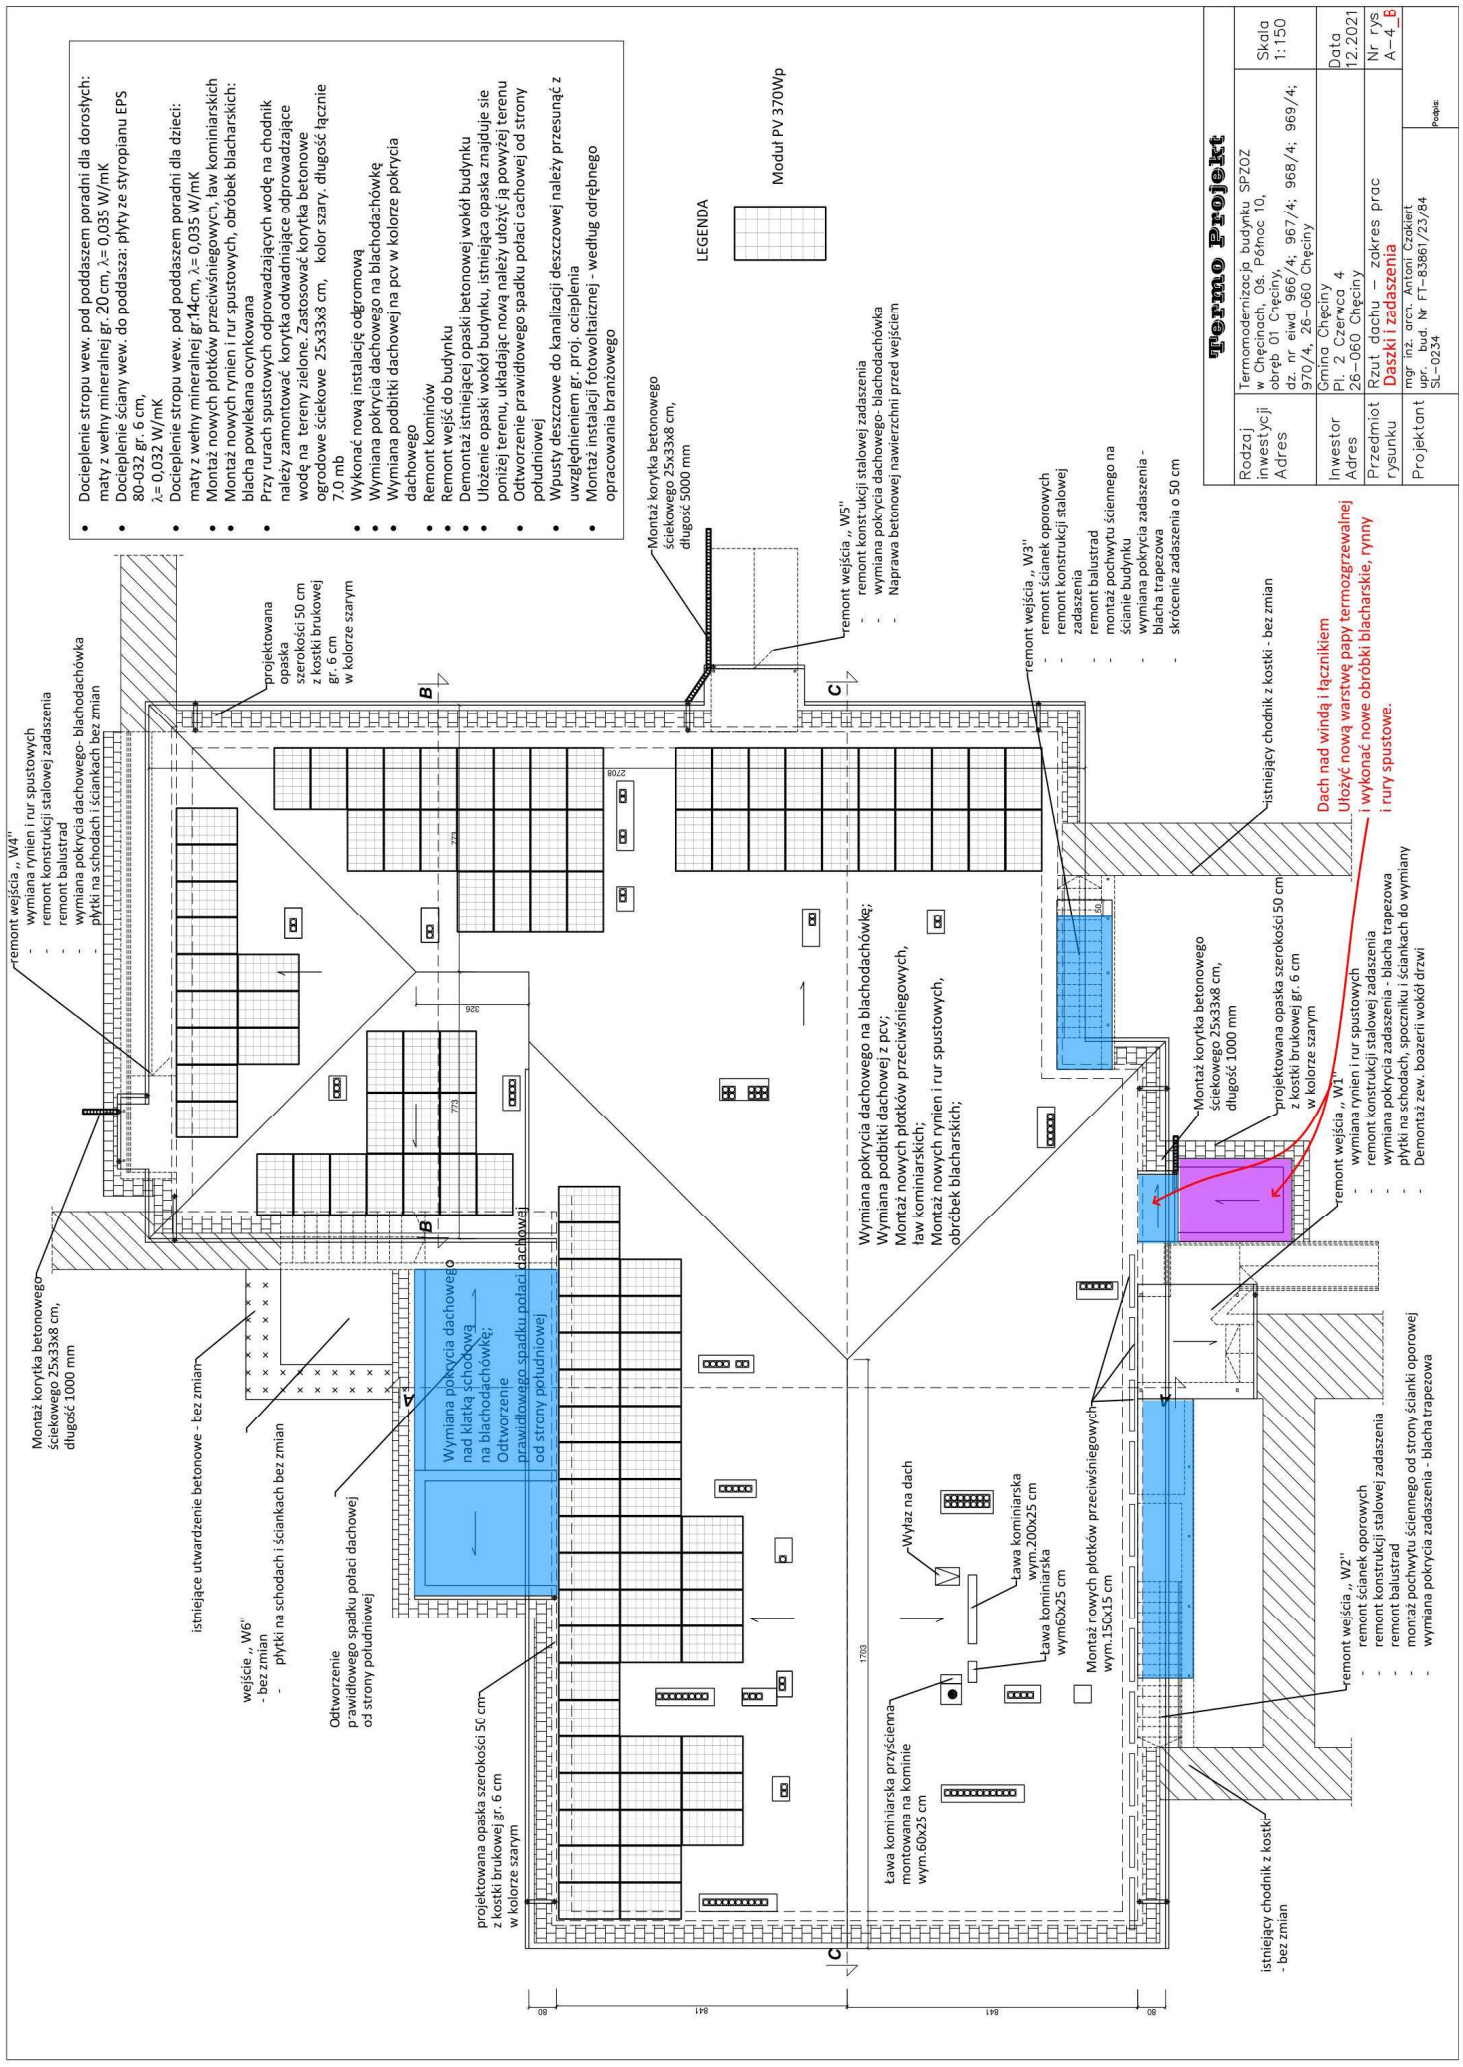 Docieplenie stropu wew. pod poddaszem poradni dla dorosłych:
maty z wełny mineralnej gr. 20 cm, λ= 0,035 W/mK
Docieplenie ściany wew. do poddasza: płyty ze styropianu EPS
80-032 gr. 6 cm,
λ= 0,032 W/mK
Docieplenie stropu wew. pod poddaszem poradni dla dzieci:
maty z wełny mineralnej gr.14cm, λ= 0,035 W/mK
Montaż nowych płotków przeciwśniegowych, ław kominiarskich
Montaż nowych rynien i rur spustowych, obróbek blacharskich:
blacha powlekana ocynkowana
Przy rurach spustowych odprowadzających wodę na chodnik
należy zamontować korytka odwadniające odprowadzające
wodę na tereny zielone. Zastosować korytka betonowe
ogrodowe ściekowe 25x33x8 cm, kolor szary. długość łącznie
7.0 mb
Wykonać nową instalację odgromową
Wymiana pokrycia dachowego na blachodachówkę
Wymiana podbitki dachowej na pcv w kolorze pokrycia
dachowego
Remont kominów
Remont wejść do budynku
Demontaż istniejącej opaski betonowej wokół budynku
Ułożenie opaski wokół budynku, istniejąca opaska znajduje sie
poniżej terenu, układając nową należy ułożyć ją powyżej terenu
Odtworzenie prawidłowego spadku połaci cachowej od strony
południowej
Wpusty deszczowe do kanalizacji deszczowej należy przesunąć z
uwzględnieniem gr. proj. ocieplenia
Montaż instalacji fotowoltaicznej - według odrębnego
opracowania branżowego
LEGENDA
Moduł PV 370Wp
Termo Projekt
Rodzaj
inwestycji
Adres
Termomodernizacja budynku SPZOZ
w Chęcinach, Os. Północ 10,
obręb 01 Chęciny,
dz. nr eiwd 966/4; 967/4; 968/4; 969/4;
970/4, 26-060 Chęciny
Skala
1:150
Inwestor
Adres
Gmina Chęciny
Pl. 2 Czerwca 4
26-060 Chęciny
Data
12.2021
Przedmiot
rysunku
Rzut dachu - zakres prac
Daszki i zadaszenia
Nr rys
A-4_B
Projektant
mgr inż. arch. Antoni Czakiert
upr. bud. Nr FT-83861/23/84
SL-0234
Podpis:
remont wejścia ,, W4"
- wymiana rynien i rur spustowych
- remont konstrukcji stalowej zadaszenia
- remont balustrad
- wymiana pokrycia dachowego- blachodachówka
- płytki na schodach i ściankach bez zmian
projektowana
opaska
szerokości 50 cm
z kostki brukowej
gr. 6 cm
w kolorze szarym
Montaż korytka betonowego
ściekowego 25x33x8 cm,
długość 5000 mm
remont wejścia ,, W5"
- remont konstrukcji stalowej zadaszenia
- wymiana pokrycia dachowego- blachodachówka
- Naprawa betonowej nawierzchni przed wejściem
remont wejścia ,, W3"
- remont ścianek oporowych
- remont konstrukcji stalowej
zadaszenia
- remont balustrad
- montaż pochwytu ściennego na
ścianie budynku
- wymiana pokrycia zadaszenia -
blacha trapezowa
- skrócenie zadaszenia o 50 cm
istniejący chodnik z kostki - bez zmian
Dach nad windą i łącznikiem
Ułożyć nową warstwę papy termozgrzewalnej
i wykonać nowe obróbki blacharskie, rynny
i rury spustowe.
Montaż korytka betonowego
ściekowego 25x33x8 cm,
długość 1000 mm
projektowana opaska szerokości 50 cm
z kostki brukowej gr. 6 cm
w kolorze szarym
remont wejścia ,, W1"
- wymiana rynien i rur spustowych
- remont konstrukcji stalowej zadaszenia
- wymiana pokrycia zadaszenia - blacha trapezowa
- płytki na schodach, spoczniku i ściankach do wymiany
- Demontaż zew. boazerii wokół drzwi
Wymiana pokrycia dachowego na blachodachówkę;
Wymiana podbitki dachowej z pcv;
Montaż nowych płotków przeciwśniegowych,
ław kominiarskich;
Montaż nowych rynien i rur spustowych,
obróbek blacharskich;
Montaż korytka betonowego
ściekowego 25x33x8 cm,
długość 1000 mm
istniejące utwardzenie betonowe - bez zmian
wejście ,, W6"
- bez zmian
- płytki na schodach i ściankach bez zmian
Odtworzenie
prawidłowego spadku połaci dachowej
od strony południowej
Wymiana pokrycia dachowego
nad klatką schodową
na blachodachówkę;
Odtworzenie
prawidłowego spadku połaci dachowej
od strony południowej
projektowana opaska szerokości 50 cm
z kostki brukowej gr. 6 cm
w kolorze szarym
Wyłaz na dach
Ława kominiarska
wym.200x25 cm
Ława kominiarska
wym60x25 cm
Ława kominiarska przyścienna
montowana na kominie
wym.60x25 cm
Montaż nowych płotków przeciwśniegowych
wym.150x15 cm
remont wejścia ,, W2"
- remont ścianek oporowych
- remont konstrukcji stalowej zadaszenia
- remont balustrad
- montaż pochwytu ściennego od strony ścianki oporowej
- wymiana pokrycia zadaszenia - blacha trapezowa
istniejący chodnik z kostki
- bez zmian
B
B
C
C
A
A
2708
773
773
326
50
1703
80
841
841
80